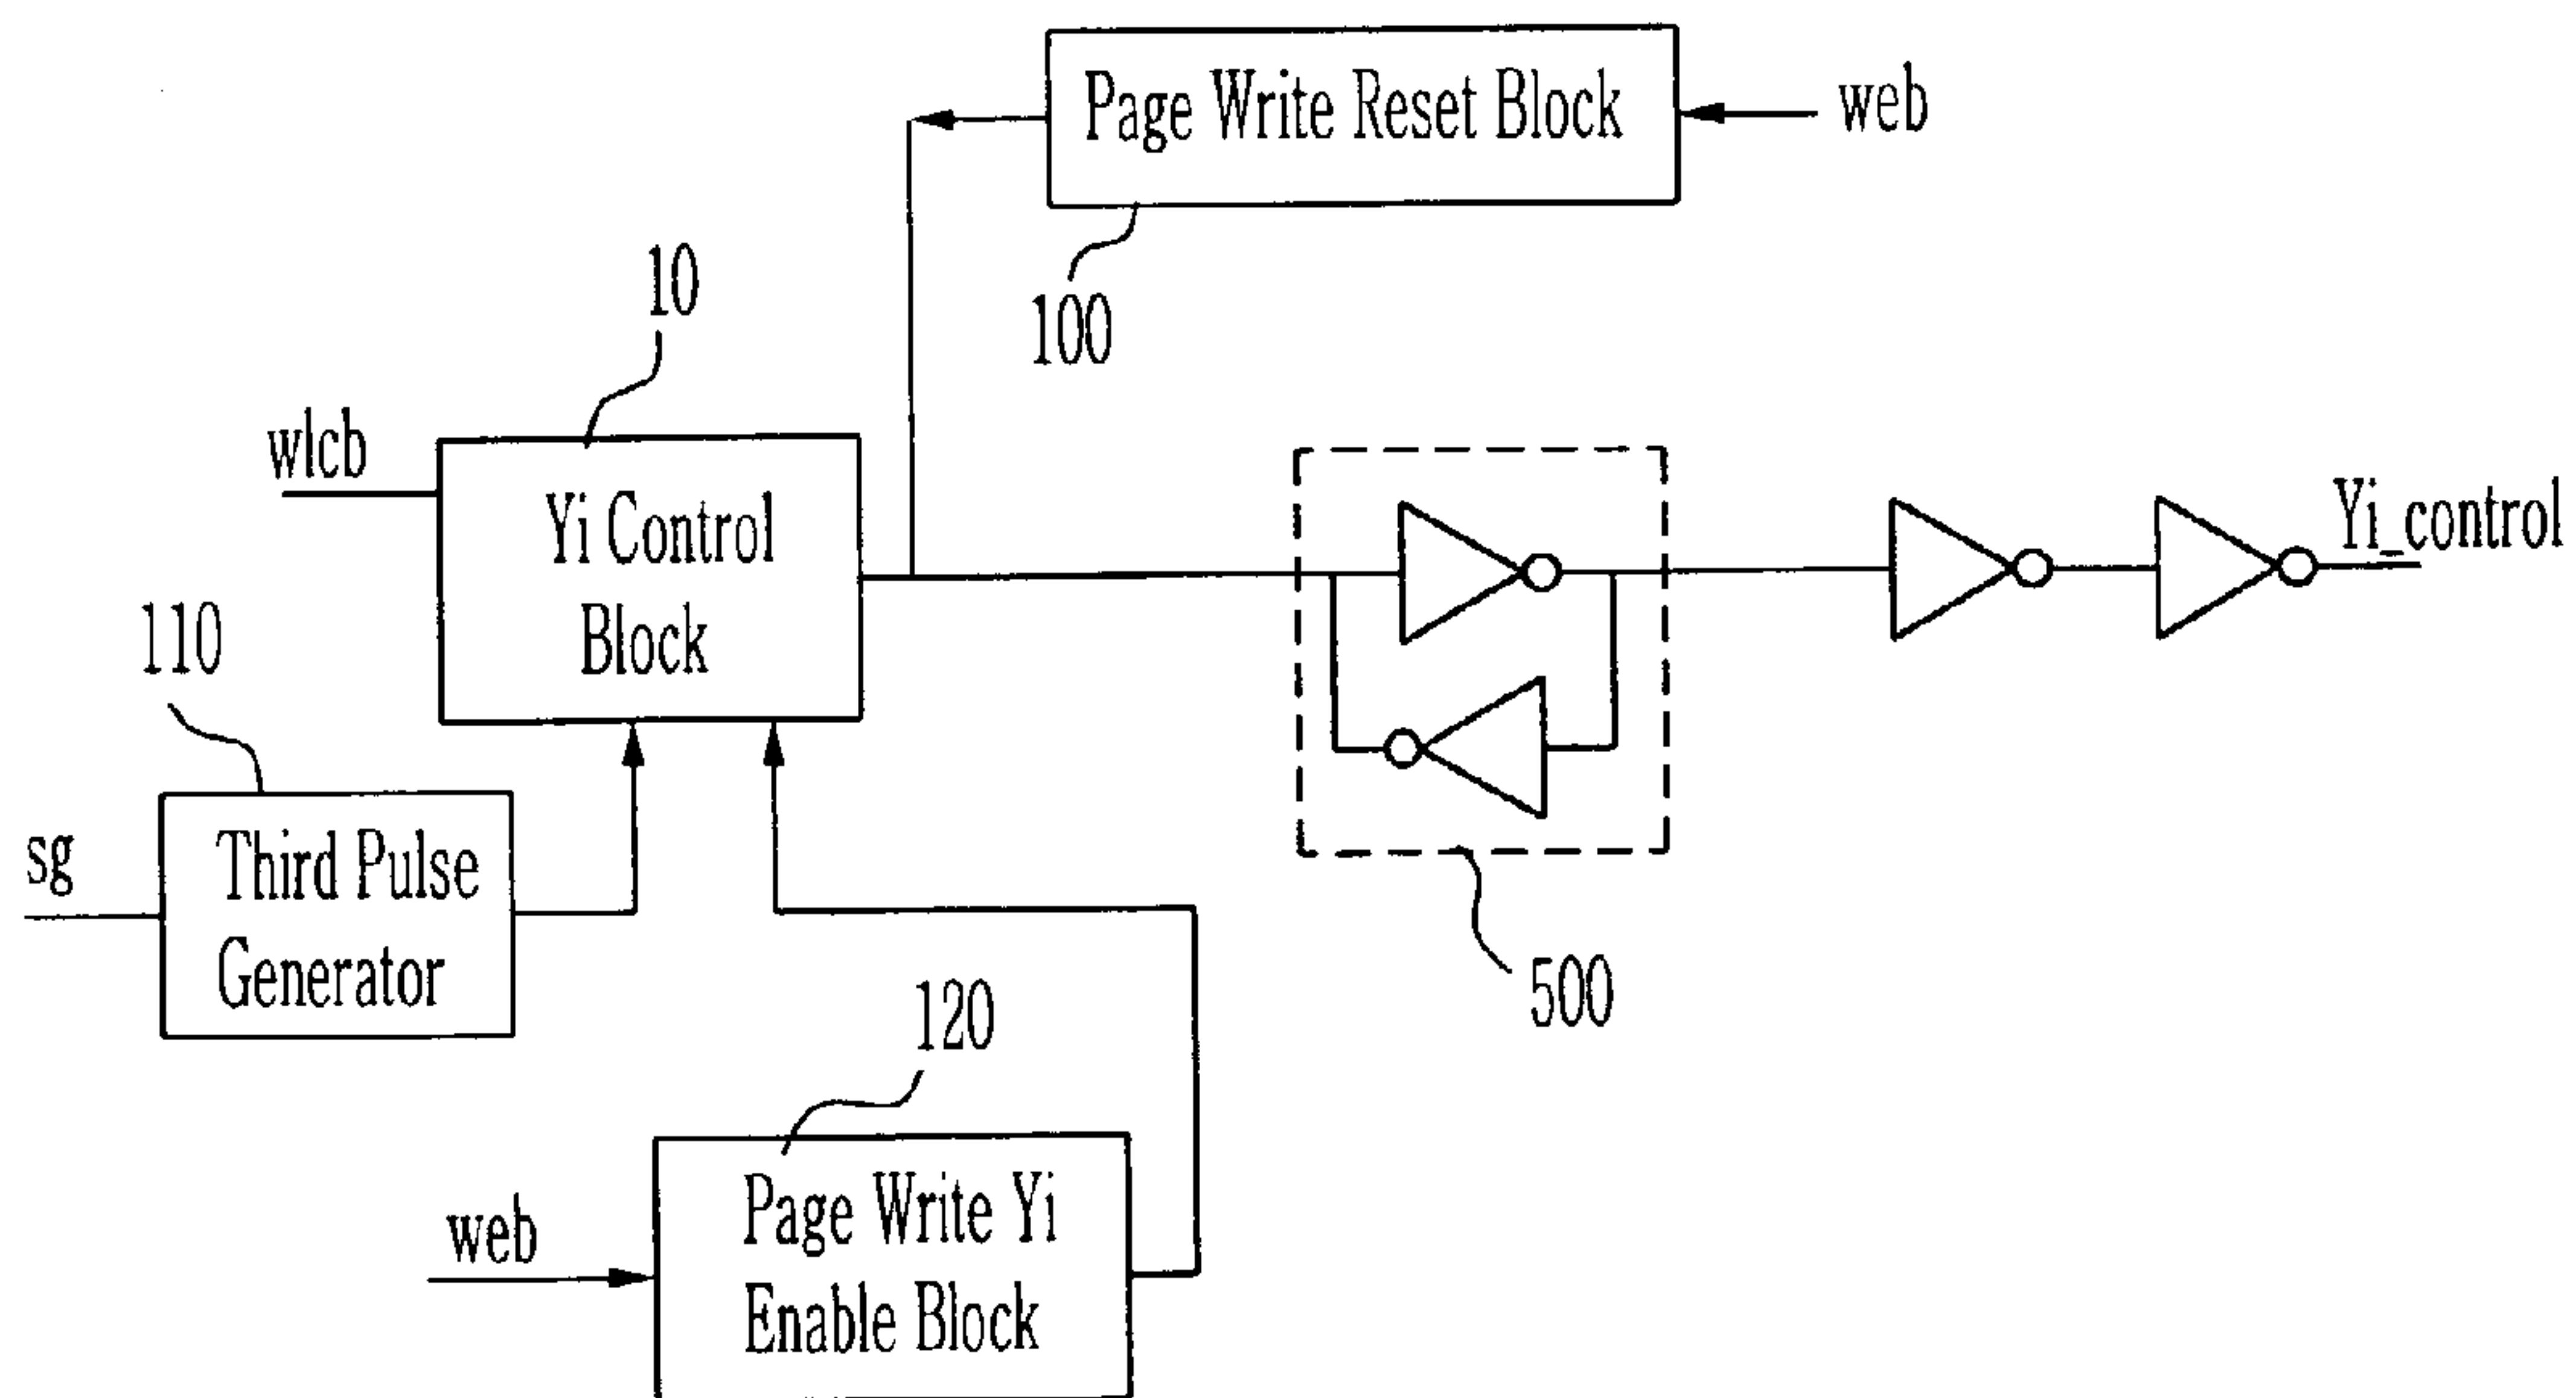 Page Write Reset Block
web
100
10
wlcb
Yi Control
Block
Yi_control
110
sg
Third Pulse
Generator
500
120
web
Page Write Yi
Enable Block